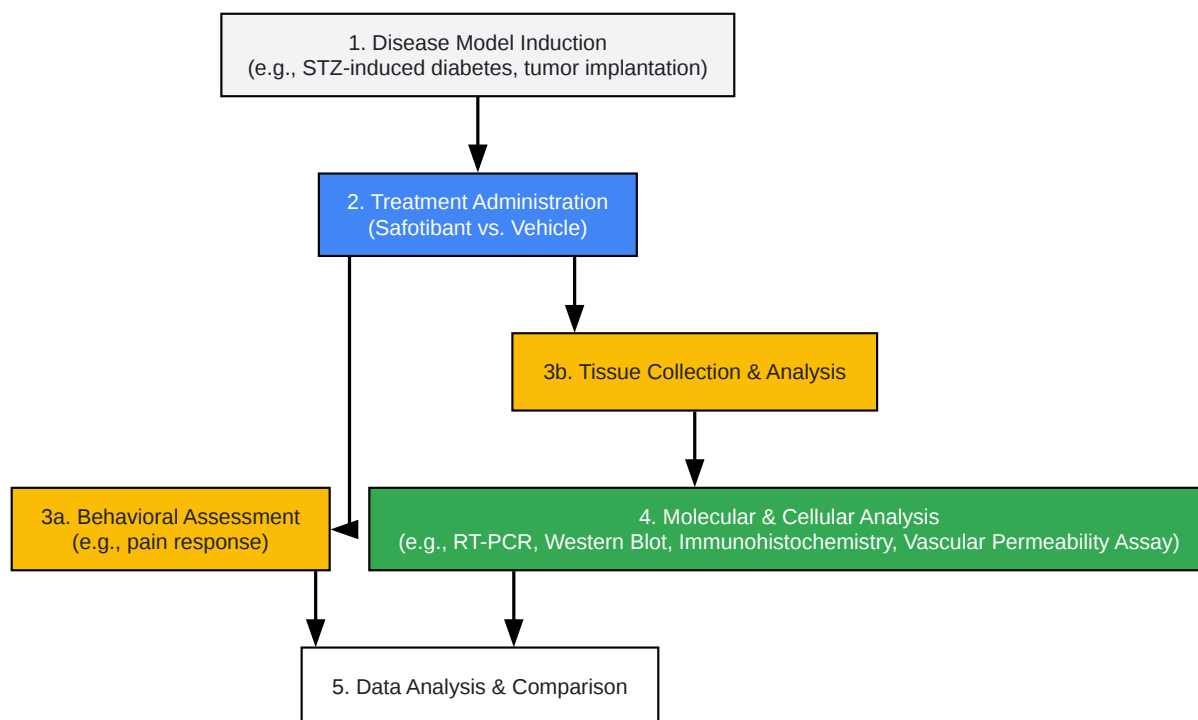 1. Disease Model Induction
(e.g., STZ-induced diabetes, tumor implantation)
2. Treatment Administration
(Safotibant vs. Vehicle)
3b. Tissue Collection & Analysis
3a. Behavioral Assessment
(e.g., pain response)
4. Molecular & Cellular Analysis
(e.g., RT-PCR, Western Blot, Immunohistochemistry, Vascular Permeability Assay)
5. Data Analysis & Comparison